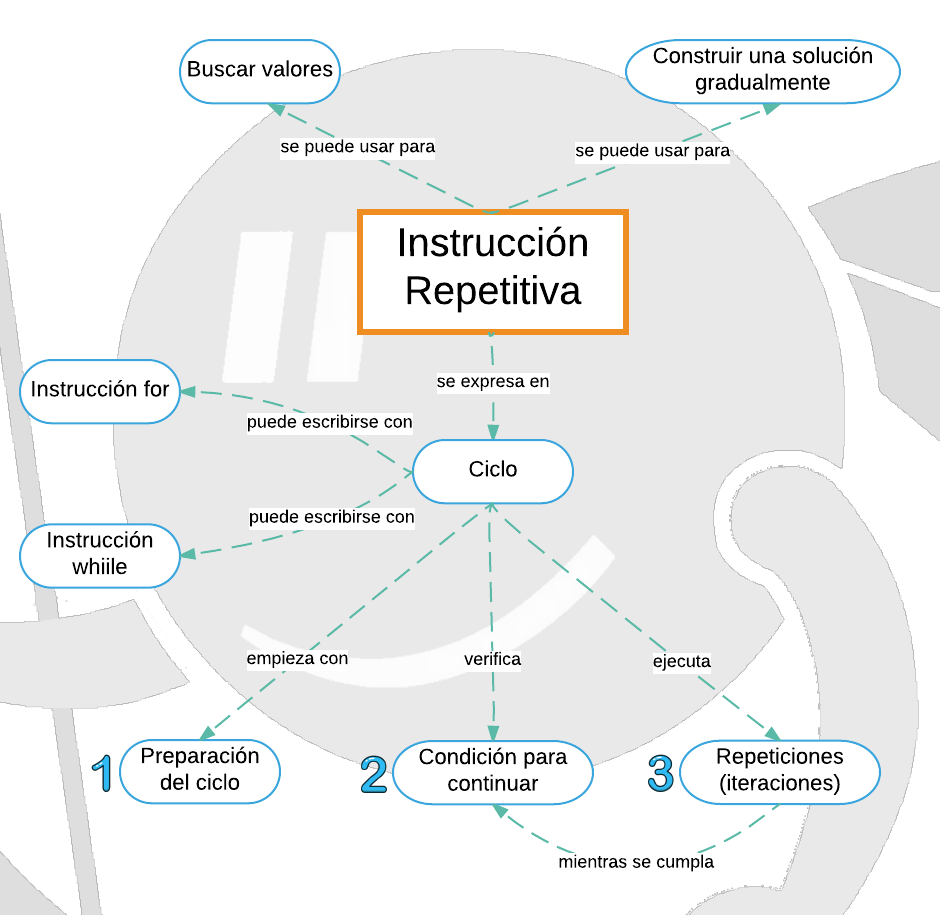 Buscar valores
Construir una solución
gradualmente
se puede usar para
se puede usar para
Instrucción
Repetitiva
se expresa en
Instrucción for
puede escribirse con
Ciclo
puede escribirse con
Instrucción
whiile
empieza con
verifica
ejecuta
1
Preparación
del ciclo
2
Condición para
continuar
3
Repeticiones
(iteraciones)
mientras se cumpla